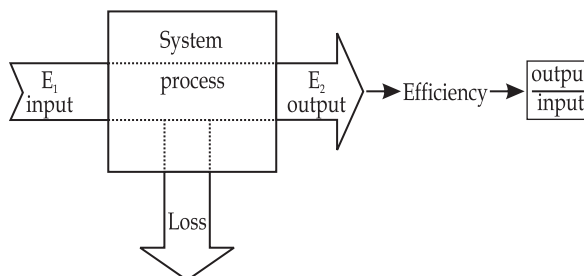 System
process
E₁
input
E₂
output
Efficiency
output
input
Loss